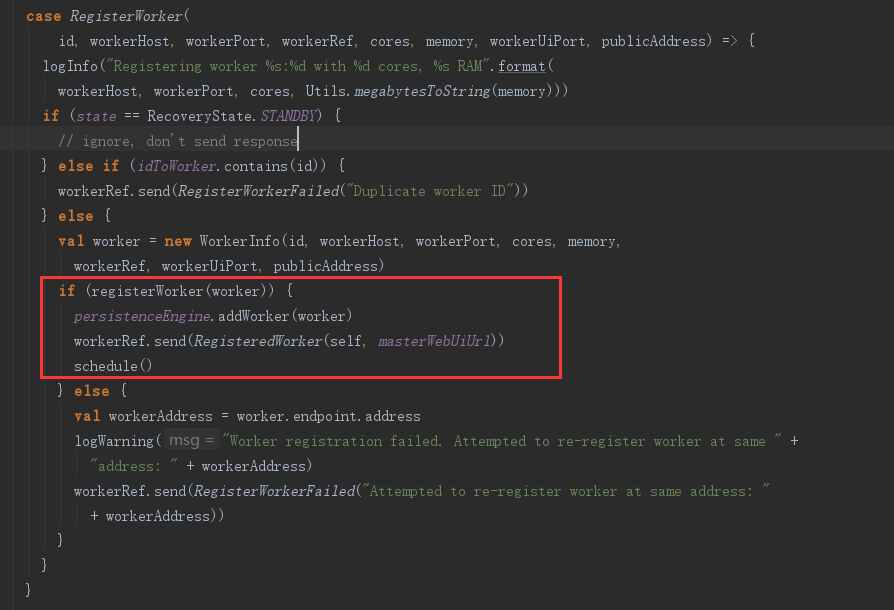 case RegisterWorker(
id, workerHost, workerPort, workerRef, cores, memory, workerUiPort, publicAddress) => {
logInfo("Registering worker %s:%d with %d cores, %s RAM".format(
workerHost, workerPort, cores, Utils.megabytesToString(memory)))
if (state == RecoveryState.STANDBY) {
// ignore, don't send response
} else if (idToWorker.contains(id)) {
workerRef.send(RegisterWorkerFailed("Duplicate worker ID"))
} else {
val worker = new WorkerInfo(id, workerHost, workerPort, cores, memory,
workerRef, workerUiPort, publicAddress)
if (registerWorker(worker)) {
persistenceEngine.addWorker(worker)
workerRef.send(RegisteredWorker(self, masterWebUiUrl))
schedule()
} else {
val workerAddress = worker.endpoint.address
logWarning( msg = "Worker registration failed. Attempted to re-register worker at same " +
"address: " + workerAddress)
workerRef.send(RegisterWorkerFailed("Attempted to re-register worker at same address: "
+ workerAddress))
}
}
}